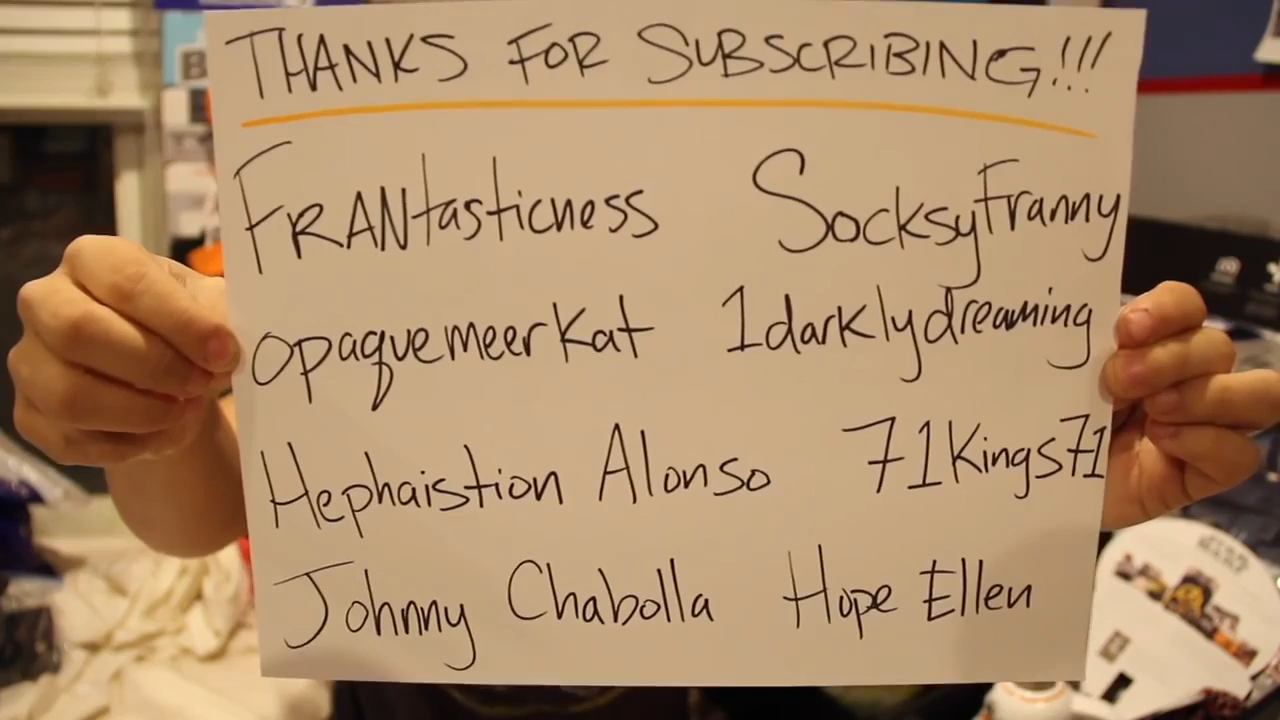 THANKS FOR SUBSCRIBING!!!
FRANtasticness SocksyFranny
opaquemeerKat 1darklydreaming
Hephaistion Alonso 71Kings71
Johnny Chabolla Hope Ellen